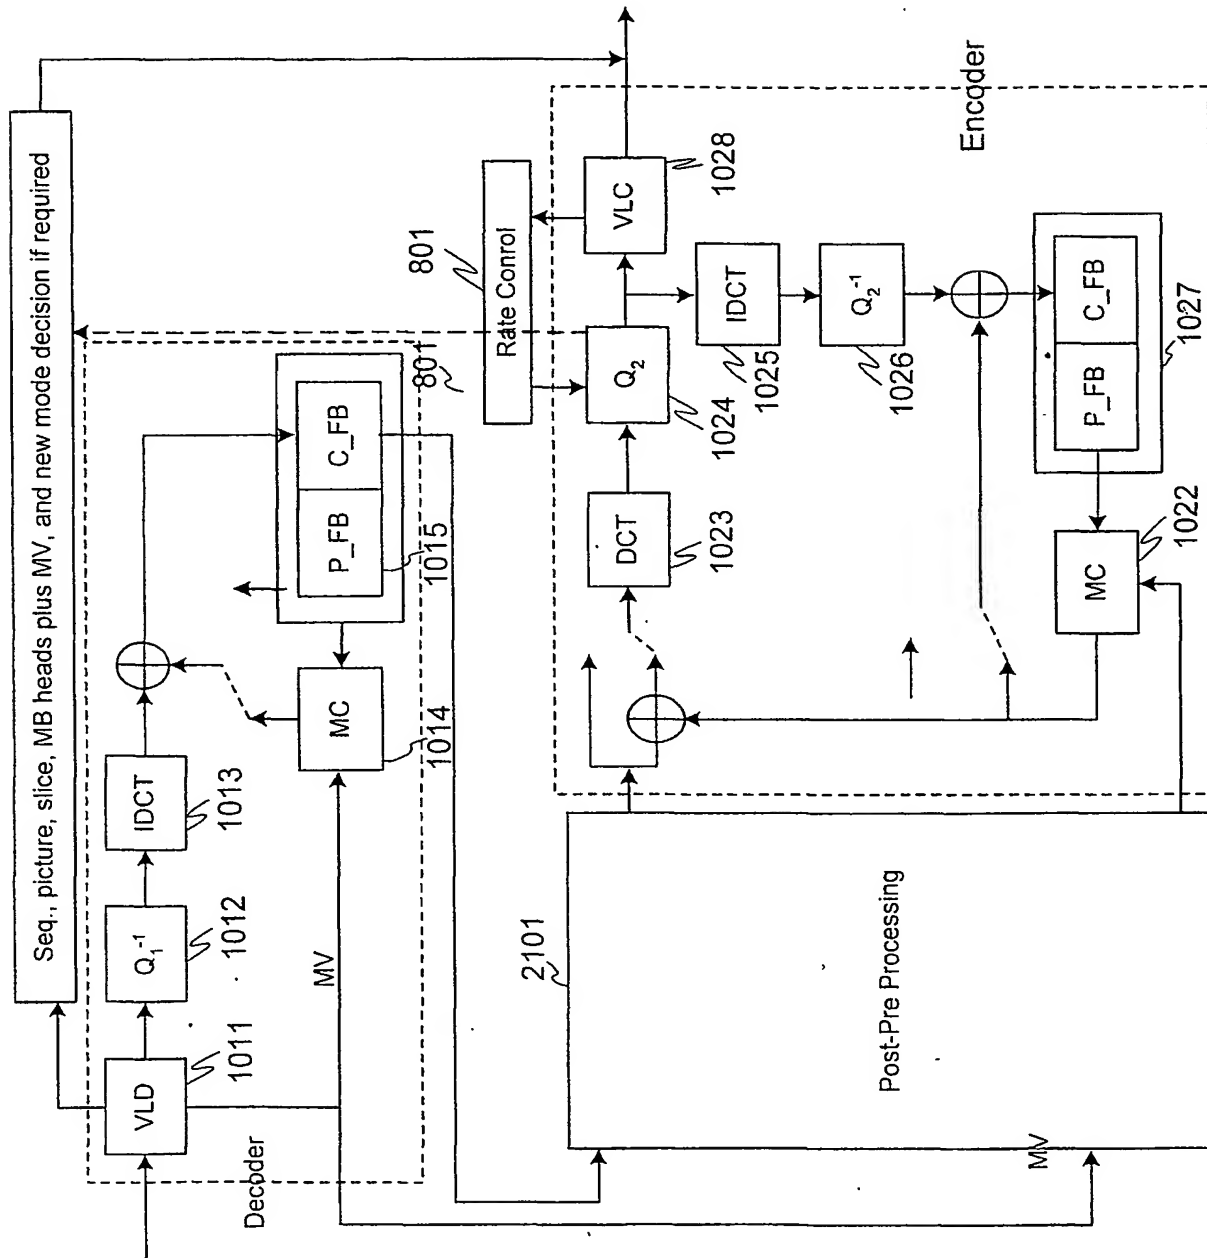 Seq., picture, slice, MB heads plus MV, and new mode decision if required
Decoder
VLD
1011
Q₁⁻¹
1012
IDCT
1013
MV
MC
1014
P_FB
C_FB
1015
801
Rate Conrol
801
Encoder
DCT
1023
Q₂
1024
VLC
1028
IDCT
1025
Q₂⁻¹
1026
P_FB
C_FB
1027
MC
1022
2101
Post-Pre Processing
MV